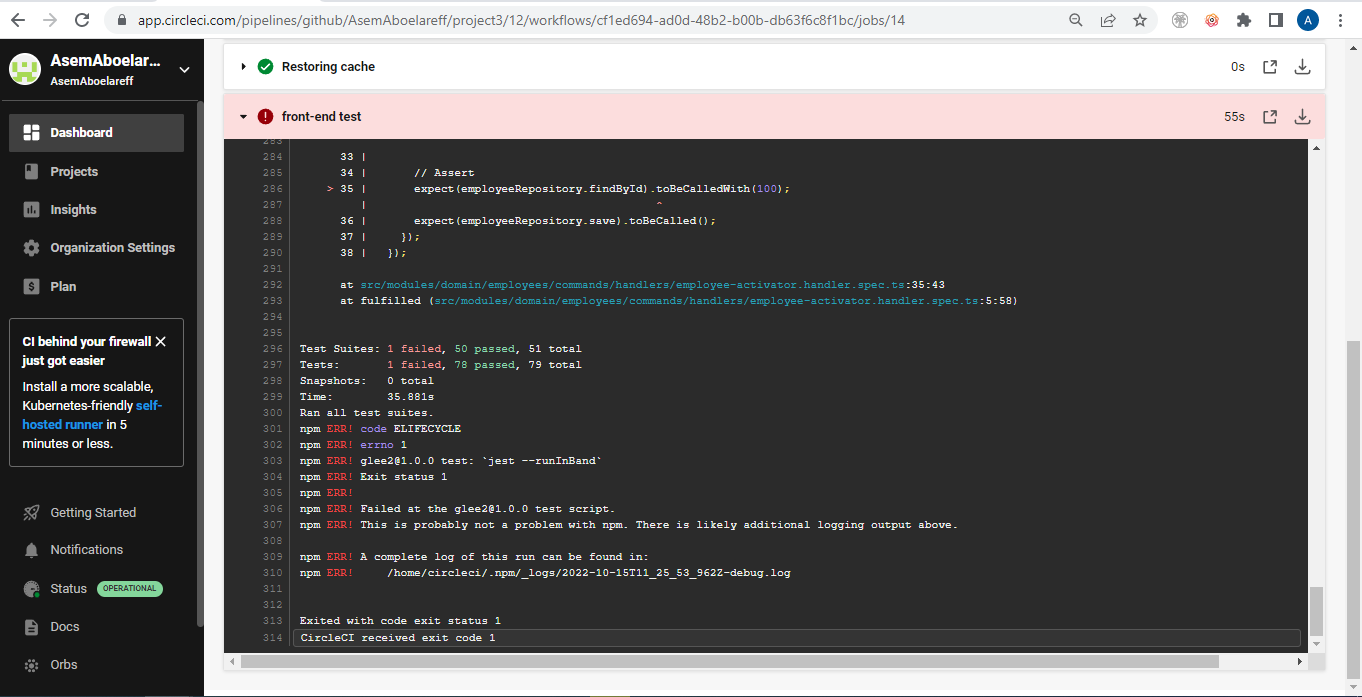 app.circleci.com/pipelines/github/AsemAboelareff/project3/12/workflows/cf1ed694-ad0d-48b2-b00b-db63f6c8f1bc/jobs/14
A
AsemAboelar...
AsemAboelareff
Dashboard
Projects
Insights
Organization Settings
Plan
CI behind your firewall
just got easier
Install a more scalable,
Kubernetes-friendly self-
hosted runner in 5
minutes or less.
Getting Started
Notifications
Status OPERATIONAL
Docs
Orbs
Restoring cache 0s
front-end test 55s
283
284 33 |
285 34 | // Assert
286 > 35 | expect(employeeRepository.findById).toBeCalledWith(100);
287 | ^
288 36 | expect(employeeRepository.save).toBeCalled();
289 37 | });
290 38 | });
291
292 at src/modules/domain/employees/commands/handlers/employee-activator.handler.spec.ts:35:43
293 at fulfilled (src/modules/domain/employees/commands/handlers/employee-activator.handler.spec.ts:5:58)
294
295
296 Test Suites: 1 failed, 50 passed, 51 total
297 Tests: 1 failed, 78 passed, 79 total
298 Snapshots: 0 total
299 Time: 35.881s
300 Ran all test suites.
301 npm ERR! code ELIFECYCLE
302 npm ERR! errno 1
303 npm ERR! glee2@1.0.0 test: `jest --runInBand`
304 npm ERR! Exit status 1
305 npm ERR!
306 npm ERR! Failed at the glee2@1.0.0 test script.
307 npm ERR! This is probably not a problem with npm. There is likely additional logging output above.
308
309 npm ERR! A complete log of this run can be found in:
310 npm ERR! /home/circleci/.npm/_logs/2022-10-15T11_25_53_962Z-debug.log
311
312
313 Exited with code exit status 1
314 CircleCI received exit code 1